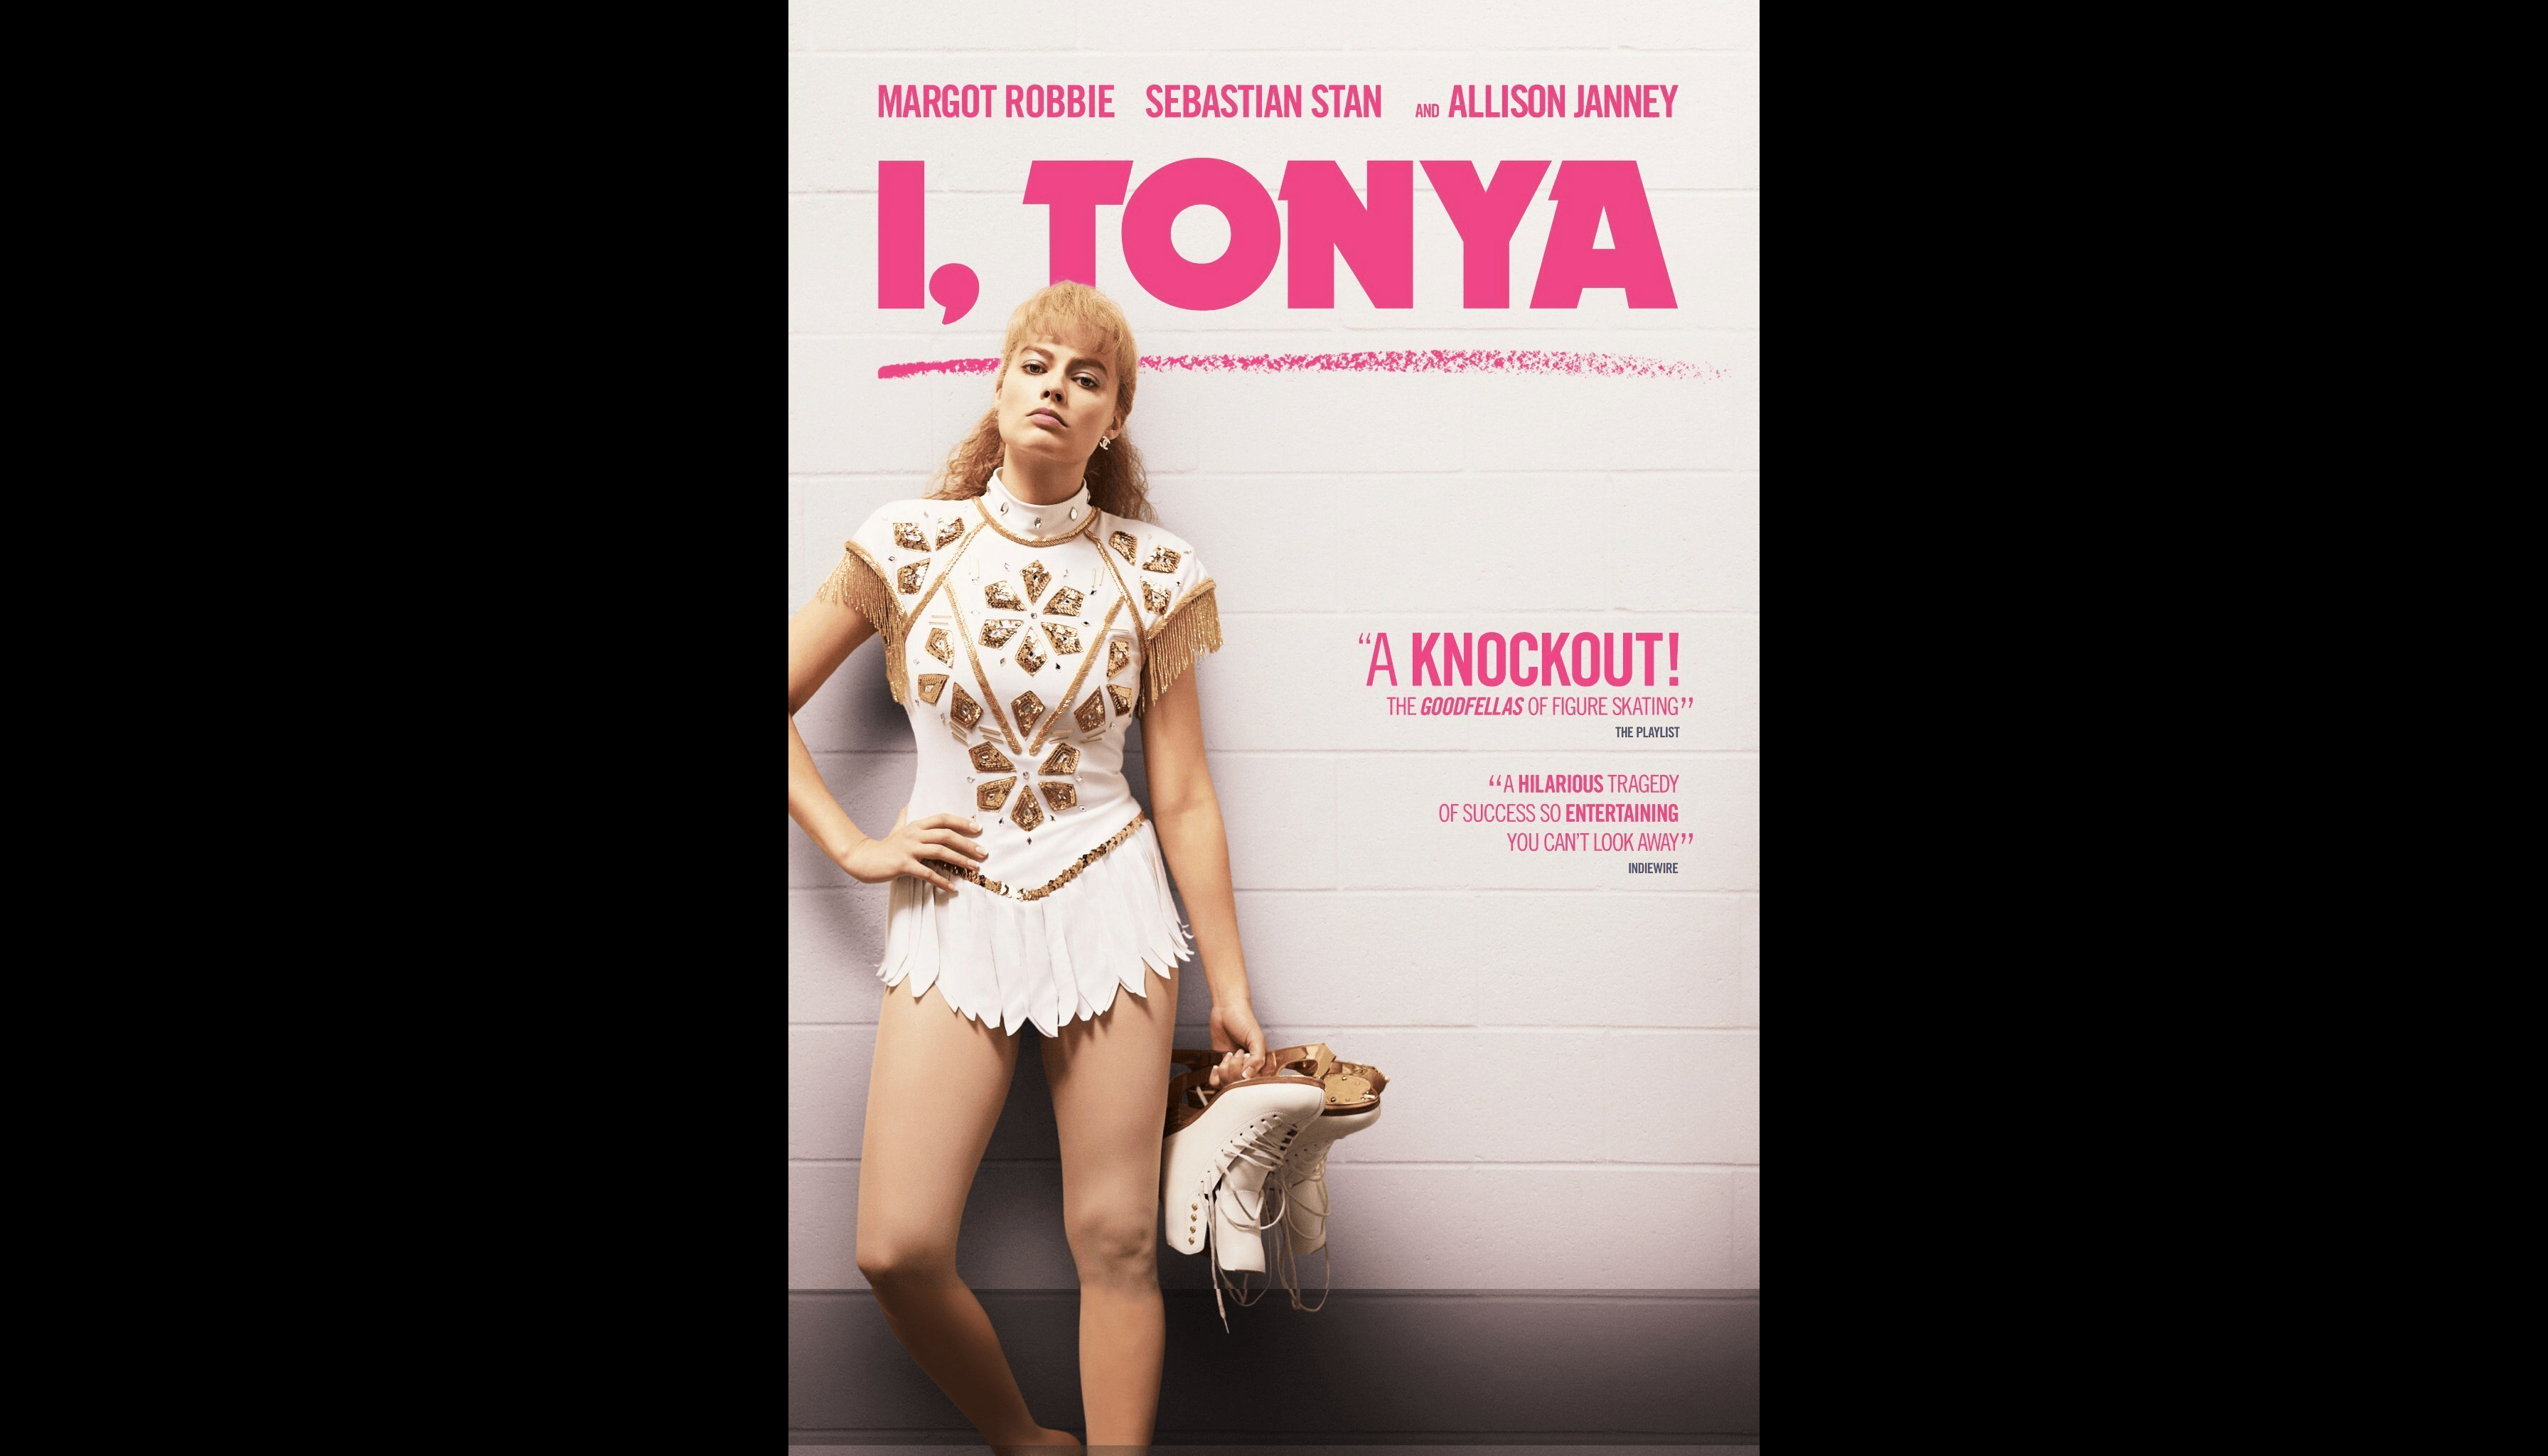 MARGOT ROBBIE SEBASTIAN STAN AND ALLISON JANNEY
I, TONYA
“A KNOCKOUT!
THE GOODFELLAS OF FIGURE SKATING”
THE PLAYLIST
“A HILARIOUS TRAGEDY
OF SUCCESS SO ENTERTAINING
YOU CAN’T LOOK AWAY”
INDIEWIRE